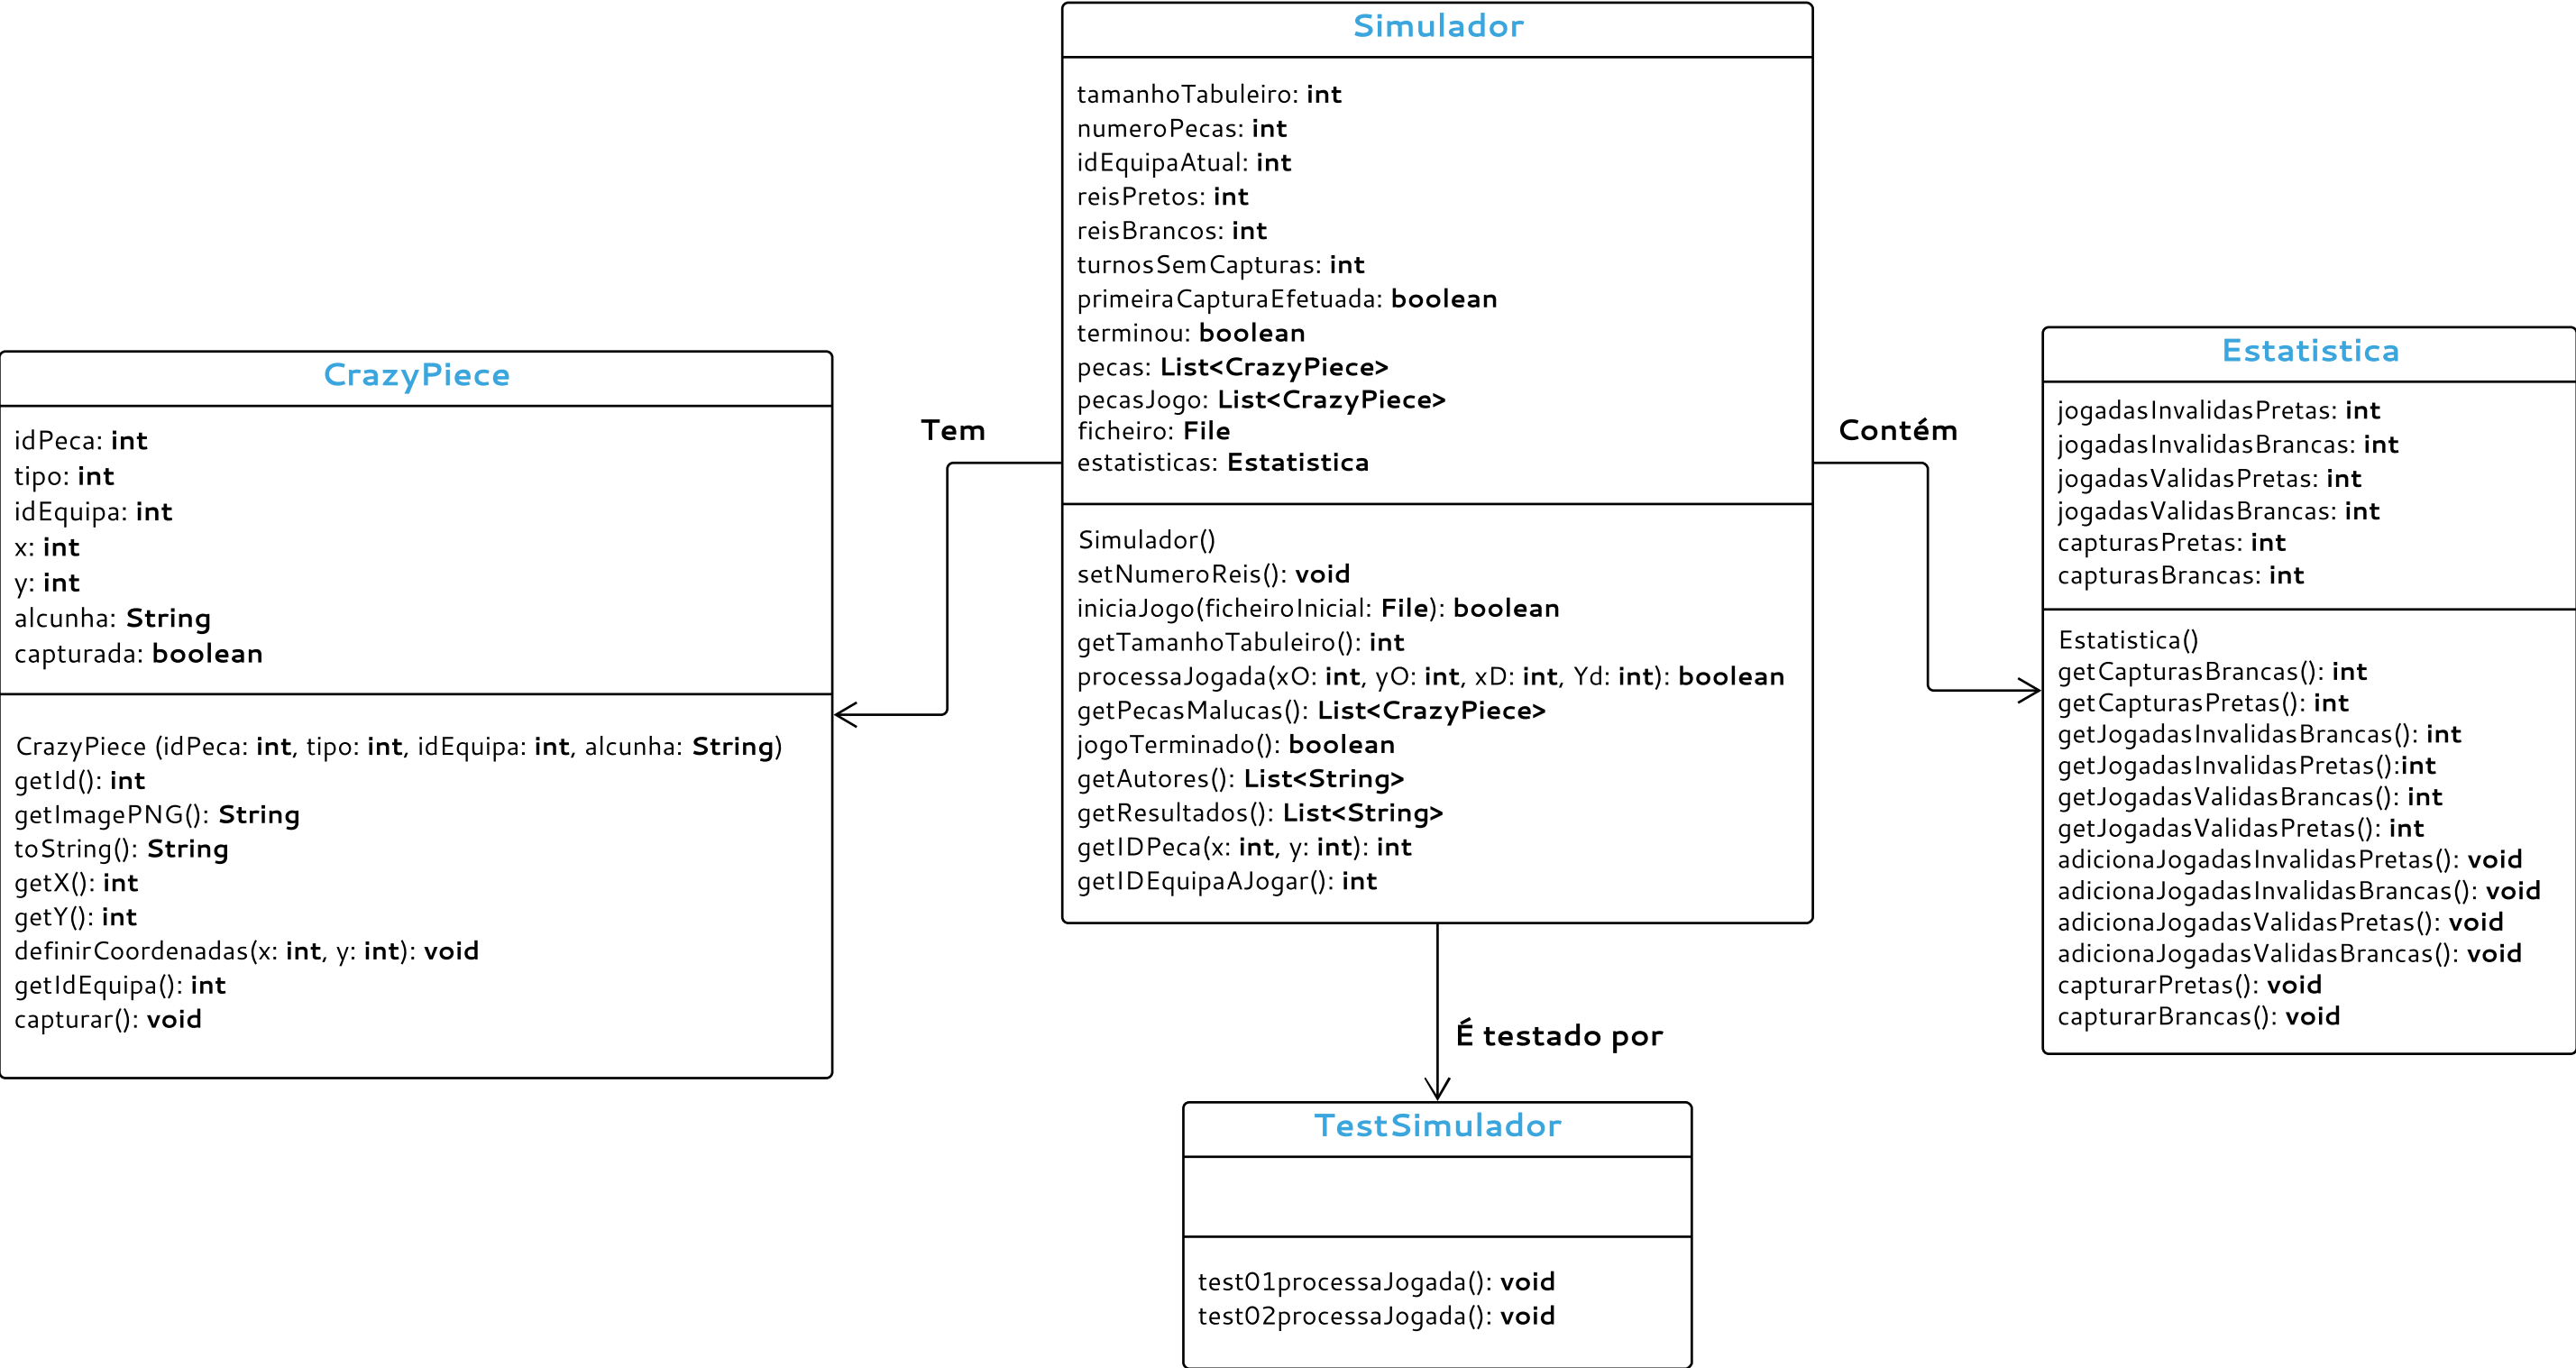 Simulador
tamanhoTabuleiro: int
numeroPecas: int
idEquipaAtual: int
reisPretos: int
reisBrancos: int
turnosSemCapturas: int
primeiraCapturaEfetuada: boolean
terminou: boolean
pecas: List<CrazyPiece>
pecasJogo: List<CrazyPiece>
ficheiro: File
estatisticas: Estatistica
Simulador()
setNumeroReis(): void
iniciaJogo(ficheiroInicial: File): boolean
getTamanhoTabuleiro(): int
processaJogada(xO: int, yO: int, xD: int, Yd: int): boolean
getPecasMalucas(): List<CrazyPiece>
jogoTerminado(): boolean
getAutores(): List<String>
getResultados(): List<String>
getIDPeca(x: int, y: int): int
getIDEquipaAJogar(): int
CrazyPiece
idPeca: int
tipo: int
idEquipa: int
x: int
y: int
alcunha: String
capturada: boolean
CrazyPiece (idPeca: int, tipo: int, idEquipa: int, alcunha: String)
getId(): int
getImagePNG(): String
toString(): String
getX(): int
getY(): int
definirCoordenadas(x: int, y: int): void
getIdEquipa(): int
capturar(): void
Tem
Contém
Estatistica
jogadasInvalidasPretas: int
jogadasInvalidasBrancas: int
jogadasValidasPretas: int
jogadasValidasBrancas: int
capturasPretas: int
capturasBrancas: int
Estatistica()
getCapturasBrancas(): int
getCapturasPretas(): int
getJogadasInvalidasBrancas(): int
getJogadasInvalidasPretas():int
getJogadasValidasBrancas(): int
getJogadasValidasPretas(): int
adicionaJogadasInvalidasPretas(): void
adicionaJogadasInvalidasBrancas(): void
adicionaJogadasValidasPretas(): void
adicionaJogadasValidasBrancas(): void
capturarPretas(): void
capturarBrancas(): void
É testado por
TestSimulador
test01processaJogada(): void
test02processaJogada(): void